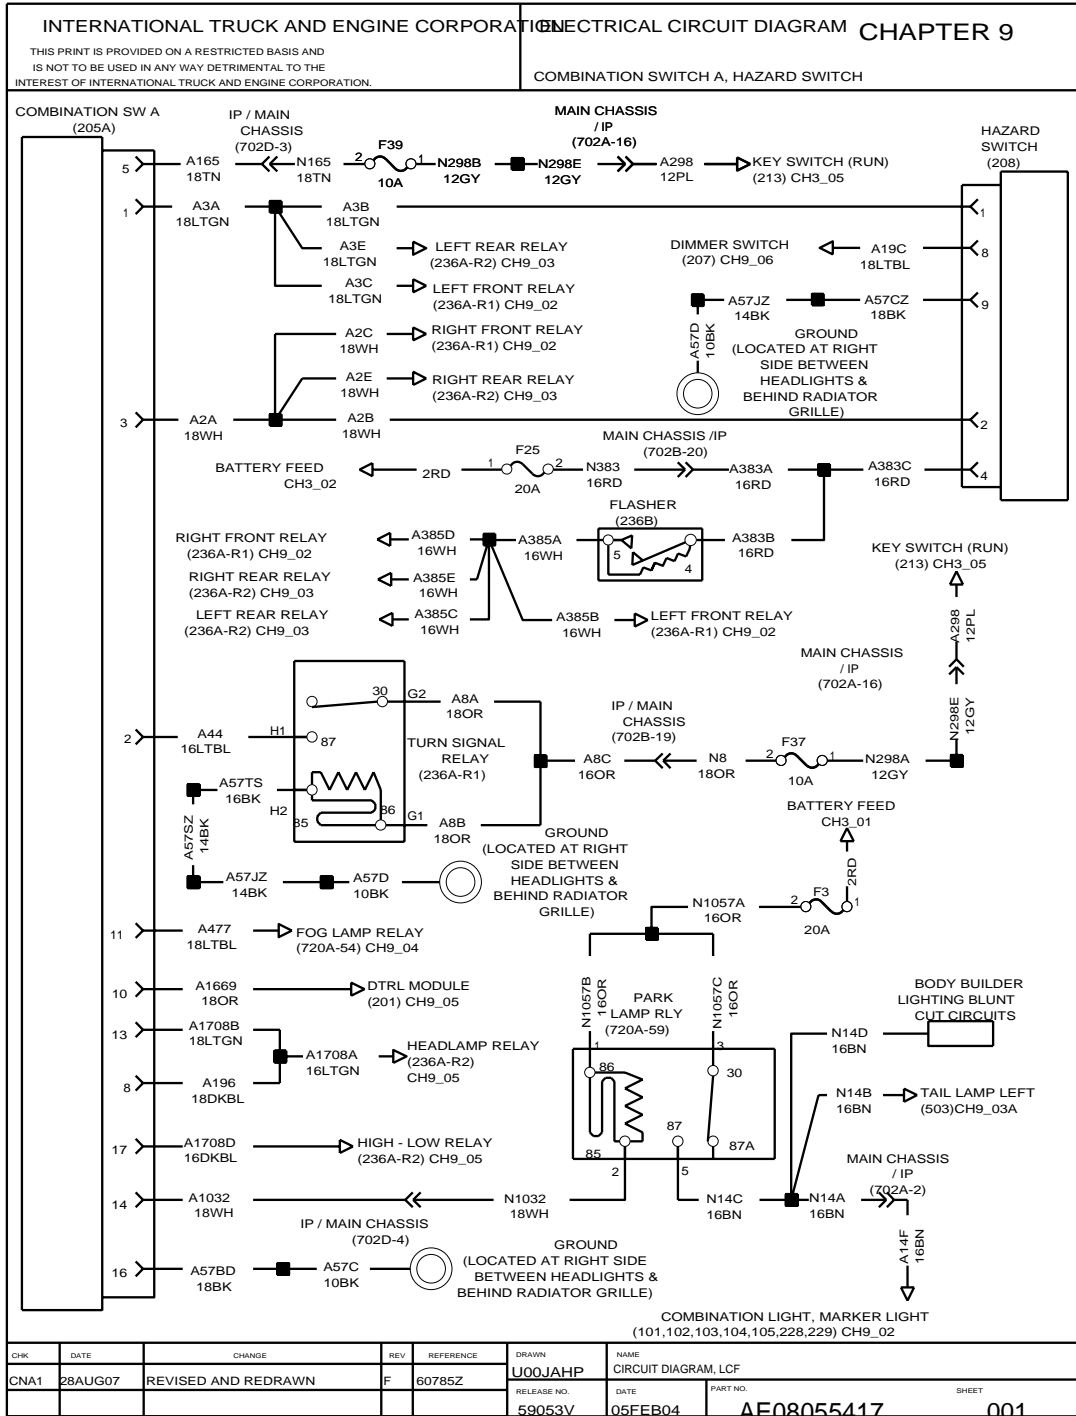 INTERNATIONAL TRUCK AND ENGINE CORPORATION
ELECTRICAL CIRCUIT DIAGRAM
CHAPTER 9
THIS PRINT IS PROVIDED ON A RESTRICTED BASIS AND
IS NOT TO BE USED IN ANY WAY DETRIMENTAL TO THE
INTEREST OF INTERNATIONAL TRUCK AND ENGINE CORPORATION.
COMBINATION SWITCH A, HAZARD SWITCH
COMBINATION SW A
(205A)
IP / MAIN
CHASSIS
(702D-3)
MAIN CHASSIS
/ IP
(702A-16)
HAZARD
SWITCH
(208)
5
A165
18TN
N165
18TN
2
F39
1
10A
N298B
12GY
N298E
12GY
A298
12PL
KEY SWITCH (RUN)
(213) CH3_05
1
A3A
18LTGN
A3B
18LTGN
1
A3E
18LTGN
LEFT REAR RELAY
(236A-R2) CH9_03
DIMMER SWITCH
(207) CH9_06
A19C
18LTBL
8
A3C
18LTGN
LEFT FRONT RELAY
(236A-R1) CH9_02
A57JZ
14BK
A57CZ
18BK
9
A57D
10BK
GROUND
(LOCATED AT RIGHT
SIDE BETWEEN
HEADLIGHTS &
BEHIND RADIATOR
GRILLE)
A2C
18WH
RIGHT FRONT RELAY
(236A-R1) CH9_02
A2E
18WH
RIGHT REAR RELAY
(236A-R2) CH9_03
3
A2A
18WH
A2B
18WH
2
BATTERY FEED
CH3_02
2RD
1
F25
2
20A
N383
16RD
MAIN CHASSIS /IP
(702B-20)
A383A
16RD
A383C
16RD
4
FLASHER
(236B)
5
4
RIGHT FRONT RELAY
(236A-R1) CH9_02
A385D
16WH
A385A
16WH
A383B
16RD
RIGHT REAR RELAY
(236A-R2) CH9_03
A385E
16WH
LEFT REAR RELAY
(236A-R2) CH9_03
A385C
16WH
A385B
16WH
LEFT FRONT RELAY
(236A-R1) CH9_02
KEY SWITCH (RUN)
(213) CH3_05
A298
12PL
MAIN CHASSIS
/ IP
(702A-16)
N298E
12GY
30
G2
A8A
18OR
2
A44
16LTBL
H1
87
TURN SIGNAL
RELAY
(236A-R1)
A8C
16OR
IP / MAIN
CHASSIS
(702B-19)
N8
18OR
2
F37
1
10A
N298A
12GY
A57TS
16BK
H2
85
86
G1
A8B
18OR
A57SZ
14BK
A57JZ
14BK
A57D
10BK
GROUND
(LOCATED AT RIGHT
SIDE BETWEEN
HEADLIGHTS &
BEHIND RADIATOR
GRILLE)
BATTERY FEED
CH3_01
2RD
N1057A
16OR
2
F3
1
20A
11
A477
18LTBL
FOG LAMP RELAY
(720A-54) CH9_04
10
A1669
18OR
DTRL MODULE
(201) CH9_05
N1057B
16OR
PARK
LAMP RLY
(720A-59)
N1057C
16OR
BODY BUILDER
LIGHTING BLUNT
CUT CIRCUITS
13
A1708B
18LTGN
A1708A
16LTGN
HEADLAMP RELAY
(236A-R2)
CH9_05
N14D
16BN
1
3
86
30
8
A196
18DKBL
N14B
16BN
TAIL LAMP LEFT
(503)CH9_03A
17
A1708D
16DKBL
HIGH - LOW RELAY
(236A-R2) CH9_05
85
87
87A
2
5
MAIN CHASSIS
/ IP
(702A-2)
14
A1032
18WH
N1032
18WH
IP / MAIN CHASSIS
(702D-4)
N14C
16BN
N14A
16BN
A14F
16BN
16
A57BD
18BK
A57C
10BK
GROUND
(LOCATED AT RIGHT SIDE
BETWEEN HEADLIGHTS &
BEHIND RADIATOR GRILLE)
COMBINATION LIGHT, MARKER LIGHT
(101,102,103,104,105,228,229) CH9_02
CHK DATE CHANGE REV REFERENCE
CNA1 28AUG07 REVISED AND REDRAWN F 60785Z
DRAWN
U00JAHP
NAME
CIRCUIT DIAGRAM, LCF
RELEASE NO.
59053V
DATE
05FEB04
PART NO.
AE08055417
SHEET
001